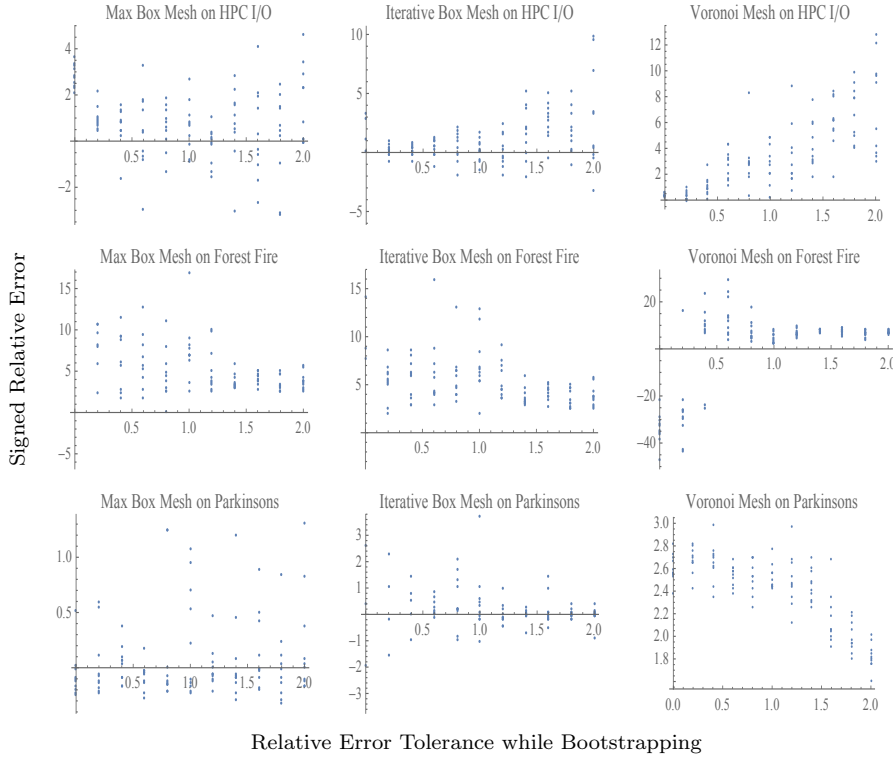 Max Box Mesh on HPC I/O
Iterative Box Mesh on HPC I/O
Voronoi Mesh on HPC I/O
4
2
−2
0.5 1.0 1.5 2.0
10
5
−5
0.5 1.0 1.5 2.0
12
10
8
6
4
2
0.5 1.0 1.5 2.0
Signed Relative Error
Max Box Mesh on Forest Fire
Iterative Box Mesh on Forest Fire
Voronoi Mesh on Forest Fire
15
10
5
−5
0.5 1.0 1.5 2.0
15
10
5
0.5 1.0 1.5 2.0
20
−20
−40
0.5 1.0 1.5 2.0
Max Box Mesh on Parkinsons
Iterative Box Mesh on Parkinsons
Voronoi Mesh on Parkinsons
1.0
0.5
0.5 1.0 1.5 2.0
3
2
1
−1
−2
−3
0.5 1.0 1.5 2.0
3.0
2.8
2.6
2.4
2.2
2.0
1.8
0.0 0.5 1.0 1.5 2.0
Relative Error Tolerance while Bootstrapping